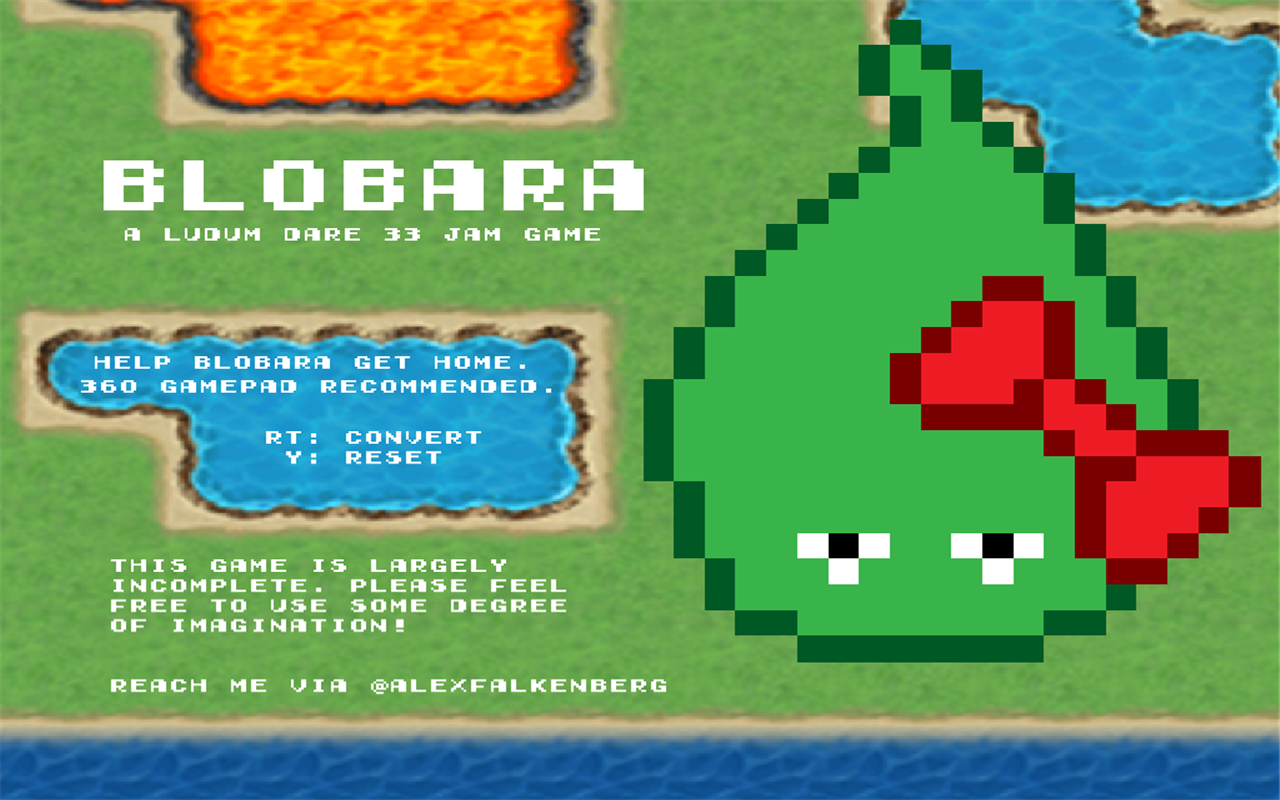 BLOBARA
A LUDUM DARE 33 JAM GAME
HELP BLOBARA GET HOME.
360 GAMEPAD RECOMMENDED.
RT: CONVERT
Y: RESET
THIS GAME IS LARGELY
INCOMPLETE. PLEASE FEEL
FREE TO USE SOME DEGREE
OF IMAGINATION!
REACH ME VIA @ALEXFALKENBERG